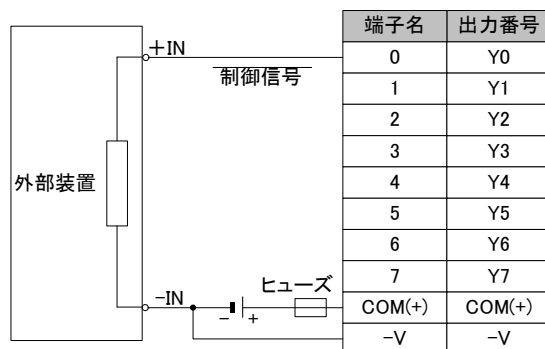 端子名 出力番号
+IN
0 Y0
制御信号
1 Y1
2 Y2
3 Y3
外部装置
4 Y4
5 Y5
6 Y6
7 Y7
ヒューズ
-IN
COM(+) COM(+)
- +
-V -V